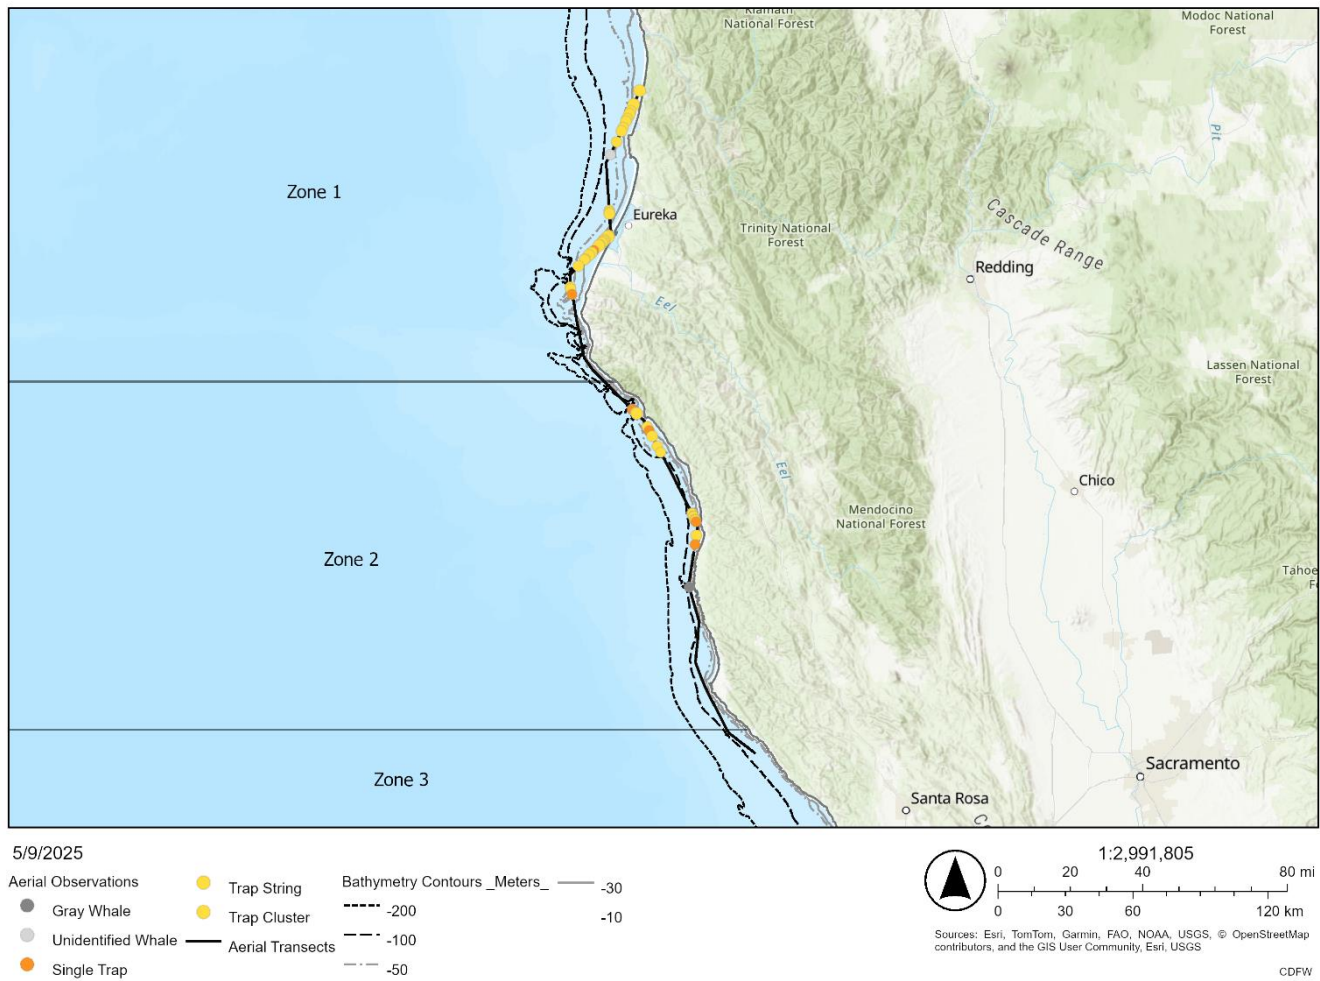 Klamath
National Forest
Modoc National
Forest
Pit
Zone 1
Eureka
Trinity National
Forest
Cascade Range
Redding
Eel
Lassen National
Forest
Eel
Chico
Mendocino
National Forest
Zone 2
Tahoe
Zone 3
Sacramento
Santa Rosa
5/9/2025
Aerial Observations
Gray Whale
Unidentified Whale
Single Trap
Trap String
Trap Cluster
Aerial Transects
Bathymetry Contours _Meters_
-200
-100
-50
-30
-10
1:2,991,805
0 20 40 80 mi
0 30 60 120 km
Sources: Esri, TomTom, Garmin, FAO, NOAA, USGS, © OpenStreetMap
contributors, and the GIS User Community, Esri, USGS
CDFW